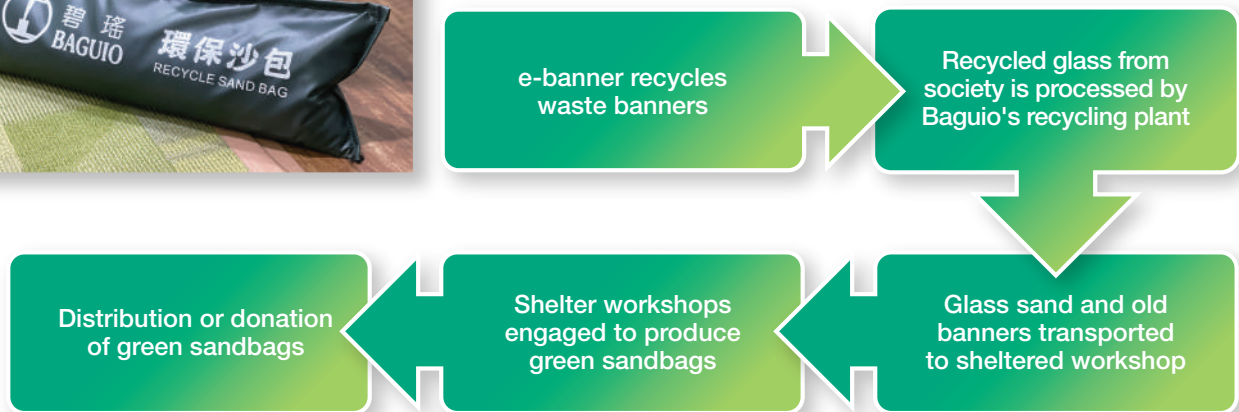 碧瑤
BAGUIO
環保沙包
RECYCLE SAND BAG
e-banner recycles
waste banners
Recycled glass from
society is processed by
Baguio's recycling plant
Glass sand and old
banners transported
to sheltered workshop
Shelter workshops
engaged to produce
green sandbags
Distribution or donation
of green sandbags